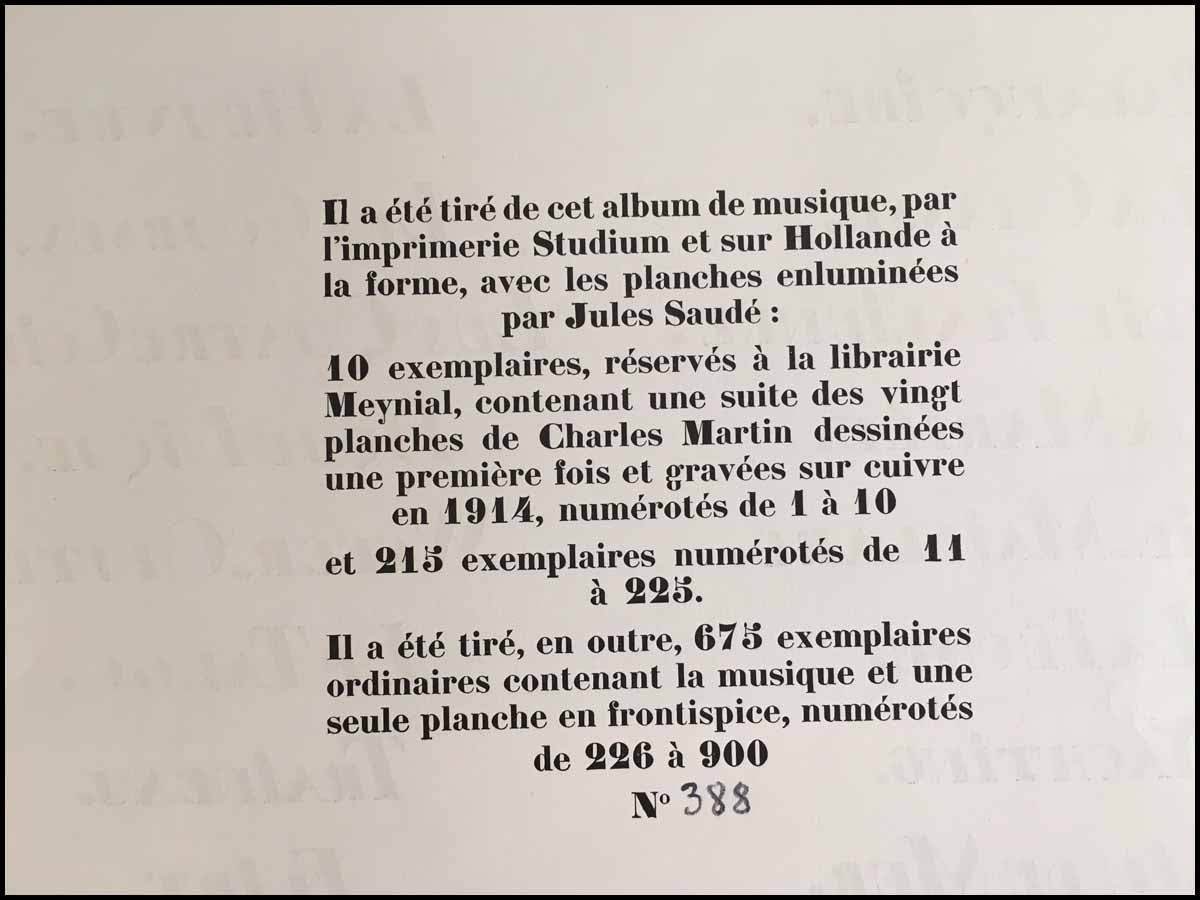 Il a été tiré de cet album de musique, par
l'imprimerie Studium et sur Hollande à
la forme, avec les planches enluminées
par Jules Saudé :
10 exemplaires, réservés à la librairie
Meynial, contenant une suite des vingt
planches de Charles Martin dessinées
une première fois et gravées sur cuivre
en 1914, numérotés de 1 à 10
et 215 exemplaires numérotés de 11
à 225.
Il a été tiré, en outre, 675 exemplaires
ordinaires contenant la musique et une
seule planche en frontispice, numérotés
de 226 à 900
Nº 388